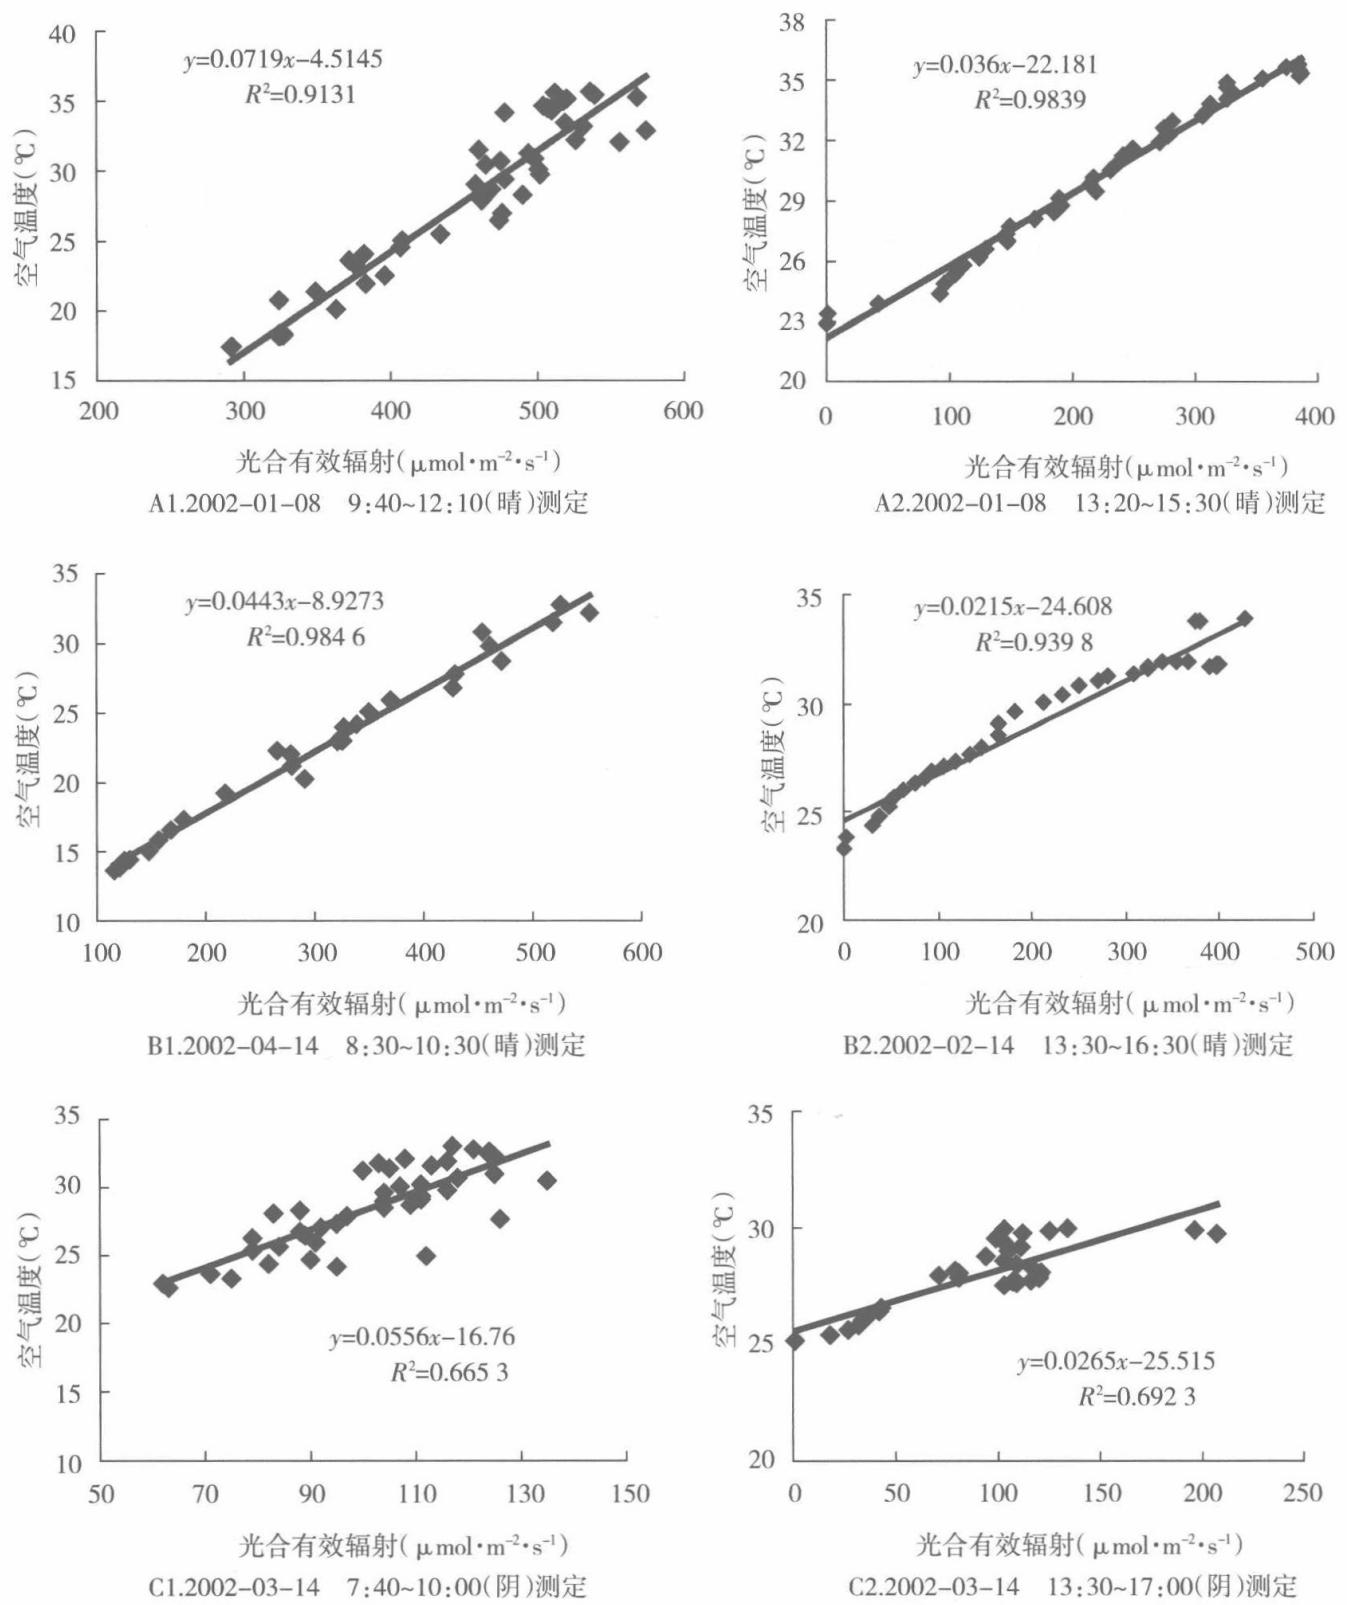 y=0.0719x-4.5145
R²=0.9131
空气温度(℃)
40
35
30
25
20
15
200 300 400 500 600
光合有效辐射(μmol·m⁻²·s⁻¹)
A1.2002-01-08 9:40~12:10(晴)测定
y=0.036x-22.181
R²=0.9839
空气温度(℃)
38
35
32
29
26
23
20
0 100 200 300 400
光合有效辐射(μmol·m⁻²·s⁻¹)
A2.2002-01-08 13:20~15:30(晴)测定
y=0.0443x-8.9273
R²=0.984 6
空气温度(℃)
35
30
25
20
15
10
100 200 300 400 500 600
光合有效辐射(μmol·m⁻²·s⁻¹)
B1.2002-04-14 8:30~10:30(晴)测定
y=0.0215x-24.608
R²=0.939 8
空气温度(℃)
35
30
25
20
0 100 200 300 400 500
光合有效辐射(μmol·m⁻²·s⁻¹)
B2.2002-02-14 13:30~16:30(晴)测定
空气温度(℃)
35
30
25
20
15
10
y=0.0556x-16.76
R²=0.665 3
50 70 90 110 130 150
光合有效辐射(μmol·m⁻²·s⁻¹)
C1.2002-03-14 7:40~10:00(阴)测定
空气温度(℃)
35
30
25
20
y=0.0265x-25.515
R²=0.692 3
0 50 100 150 200 250
光合有效辐射(μmol·m⁻²·s⁻¹)
C2.2002-03-14 13:30~17:00(阴)测定